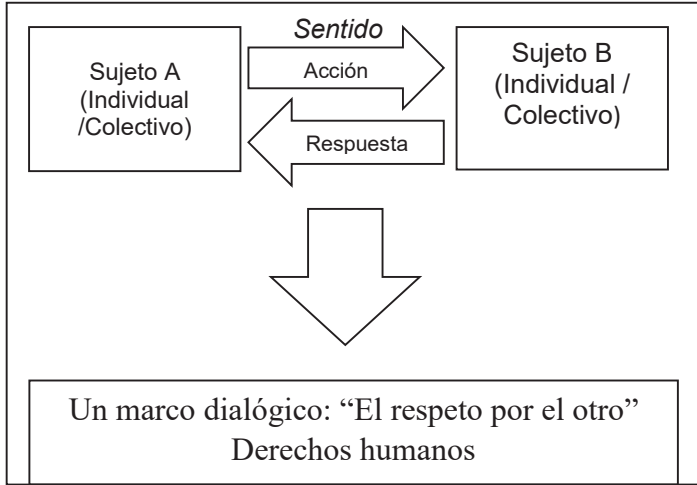 Sentido
Sujeto A
(Individual
/Colectivo)
Acción
Respuesta
Sujeto B
(Individual /
Colectivo)
Un marco dialógico: “El respeto por el otro”
Derechos humanos